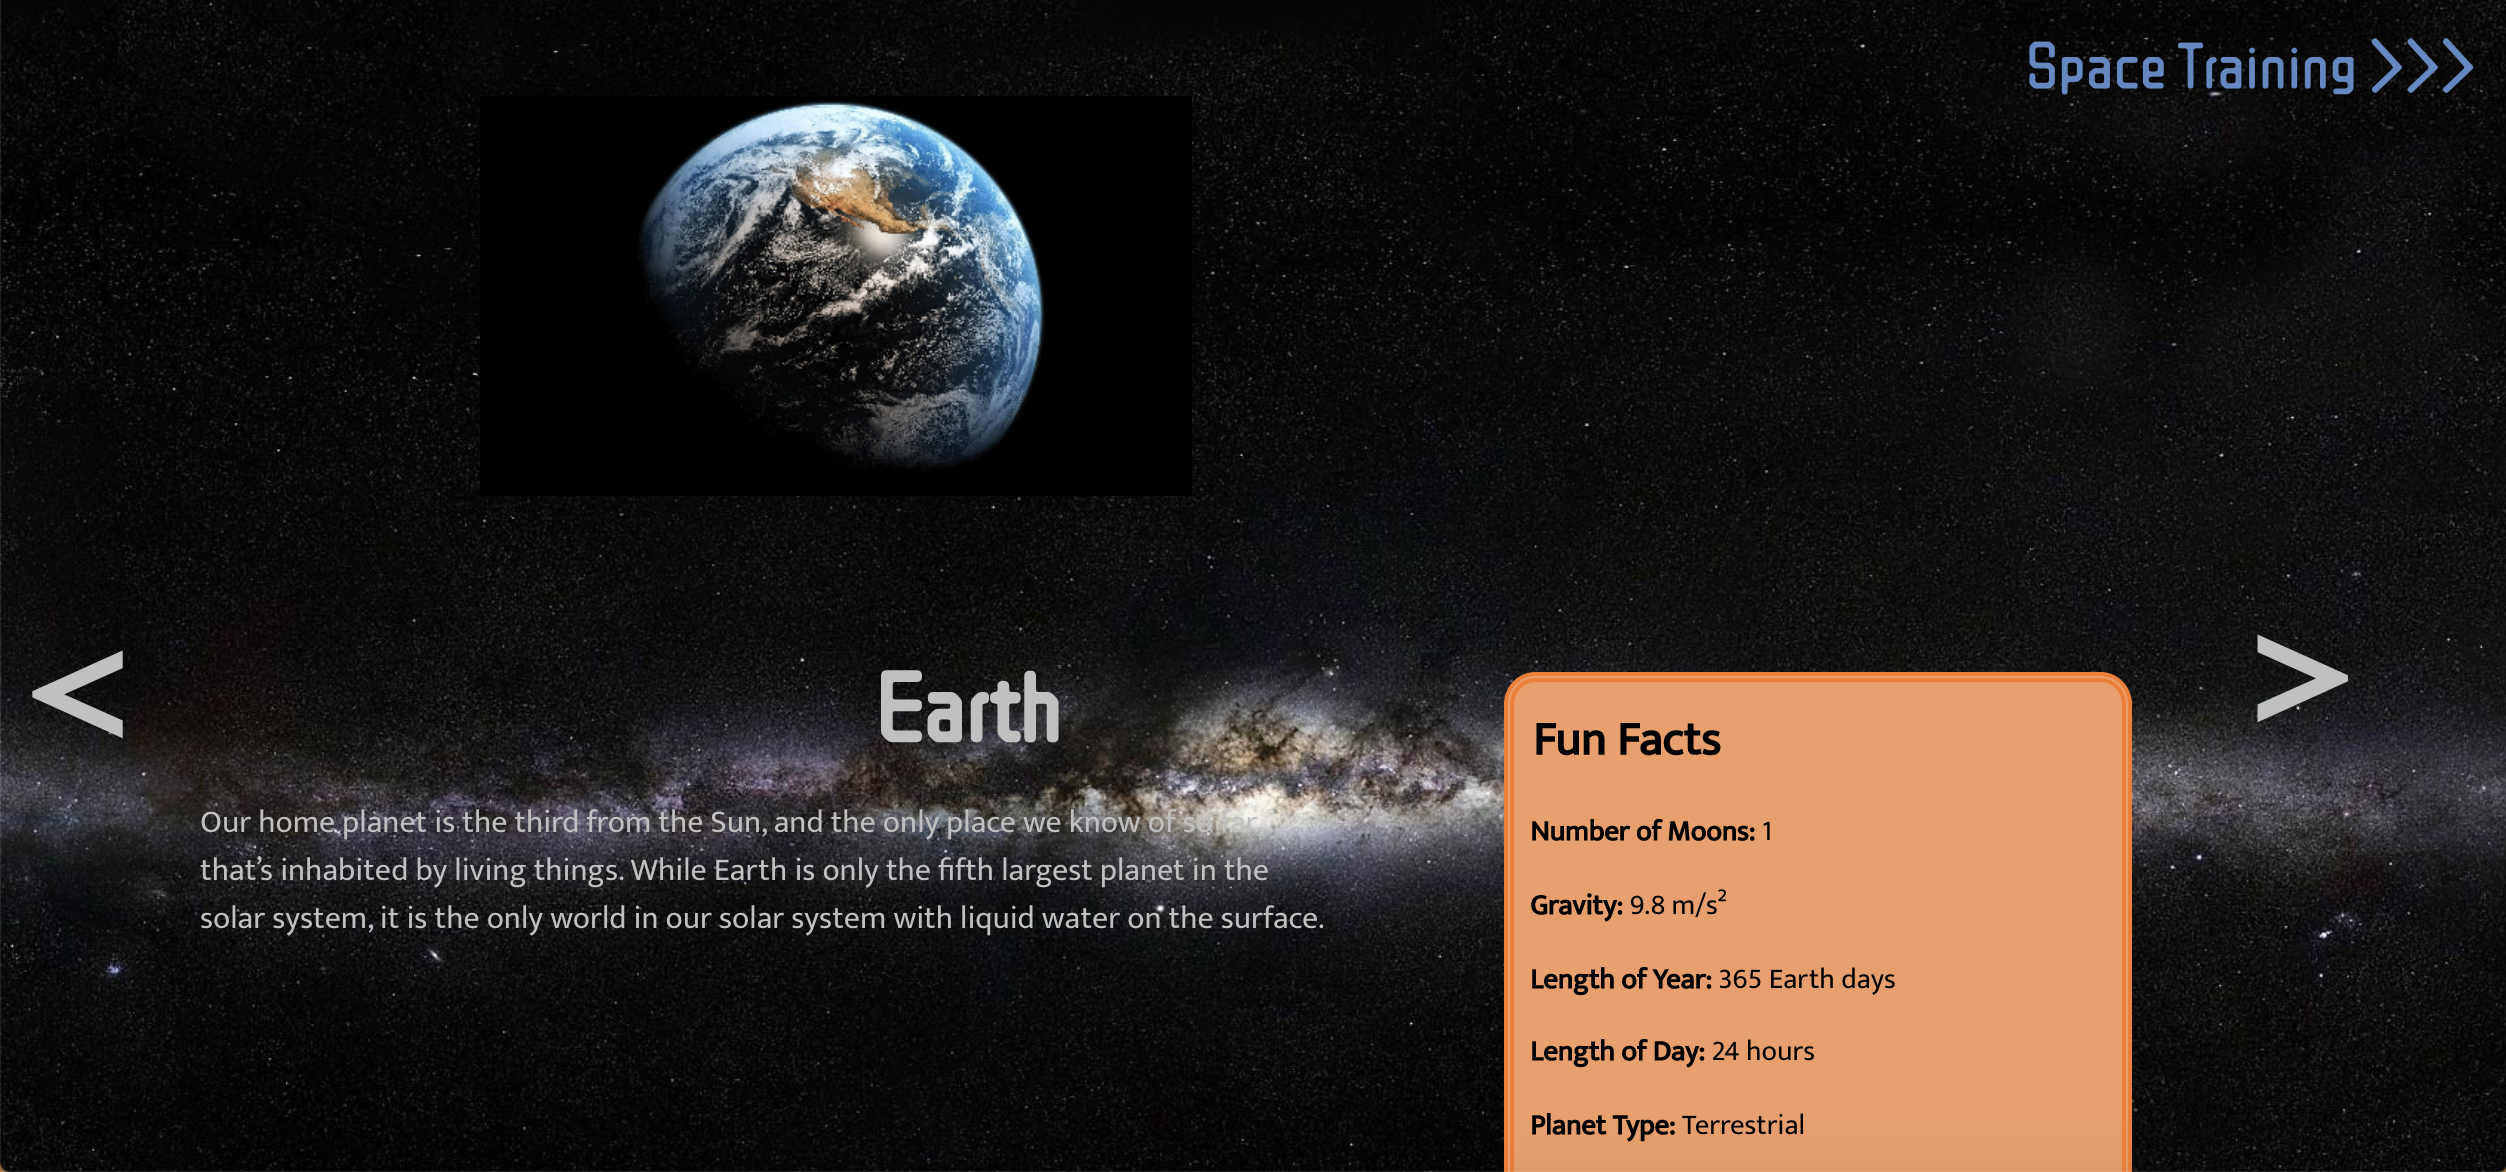 Space Training >>>
<
Earth
>
Our home planet is the third from the Sun, and the only place we know of so far
that's inhabited by living things. While Earth is only the fifth largest planet in the
solar system, it is the only world in our solar system with liquid water on the surface.
Fun Facts
Number of Moons: 1
Gravity: 9.8 m/s²
Length of Year: 365 Earth days
Length of Day: 24 hours
Planet Type: Terrestrial